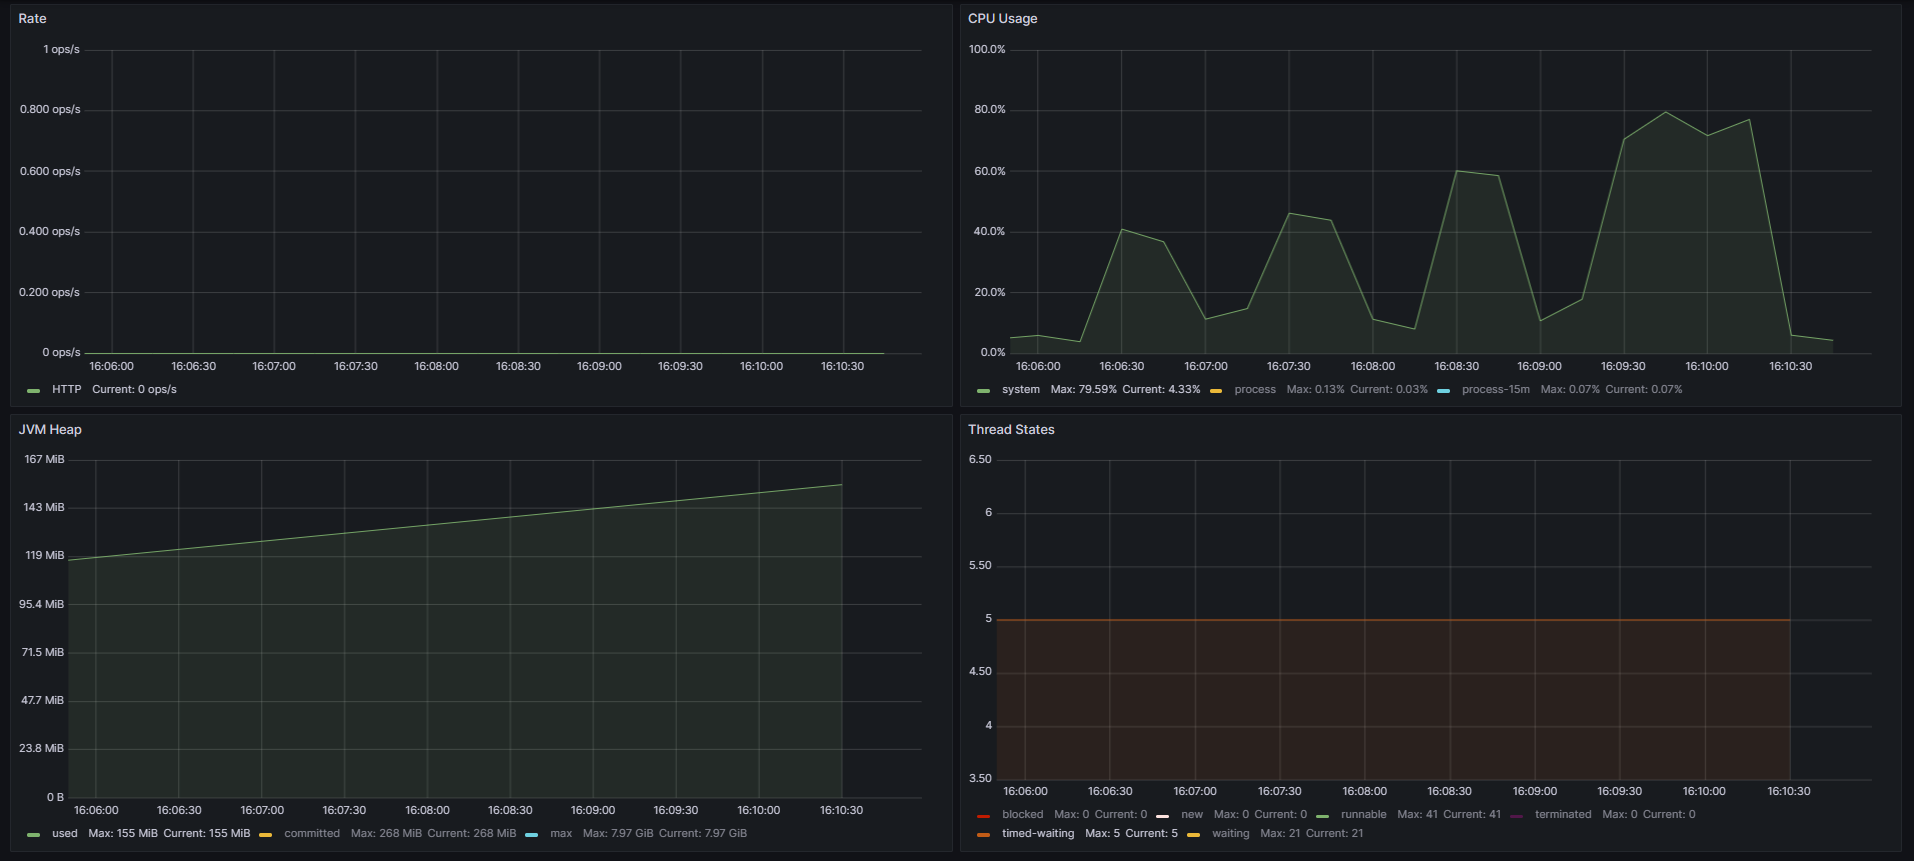 Rate
1 ops/s
0.800 ops/s
0.600 ops/s
0.400 ops/s
0.200 ops/s
0 ops/s
16:06:00 16:06:30 16:07:00 16:07:30 16:08:00 16:08:30 16:09:00 16:09:30 16:10:00 16:10:30
HTTP Current: 0 ops/s
CPU Usage
100.0%
80.0%
60.0%
40.0%
20.0%
0.0%
16:06:00 16:06:30 16:07:00 16:07:30 16:08:00 16:08:30 16:09:00 16:09:30 16:10:00 16:10:30
system Max: 79.59% Current: 4.33% process Max: 0.13% Current: 0.03% process-15m Max: 0.07% Current: 0.07%
JVM Heap
167 MiB
143 MiB
119 MiB
95.4 MiB
71.5 MiB
47.7 MiB
23.8 MiB
0 B
16:06:00 16:06:30 16:07:00 16:07:30 16:08:00 16:08:30 16:09:00 16:09:30 16:10:00 16:10:30
used Max: 155 MiB Current: 155 MiB committed Max: 268 MiB Current: 268 MiB max Max: 7.97 GiB Current: 7.97 GiB
Thread States
6.50
6
5.50
5
4.50
4
3.50
16:06:00 16:06:30 16:07:00 16:07:30 16:08:00 16:08:30 16:09:00 16:09:30 16:10:00 16:10:30
blocked Max: 0 Current: 0 new Max: 0 Current: 0 runnable Max: 41 Current: 41 terminated Max: 0 Current: 0
timed-waiting Max: 5 Current: 5 waiting Max: 21 Current: 21